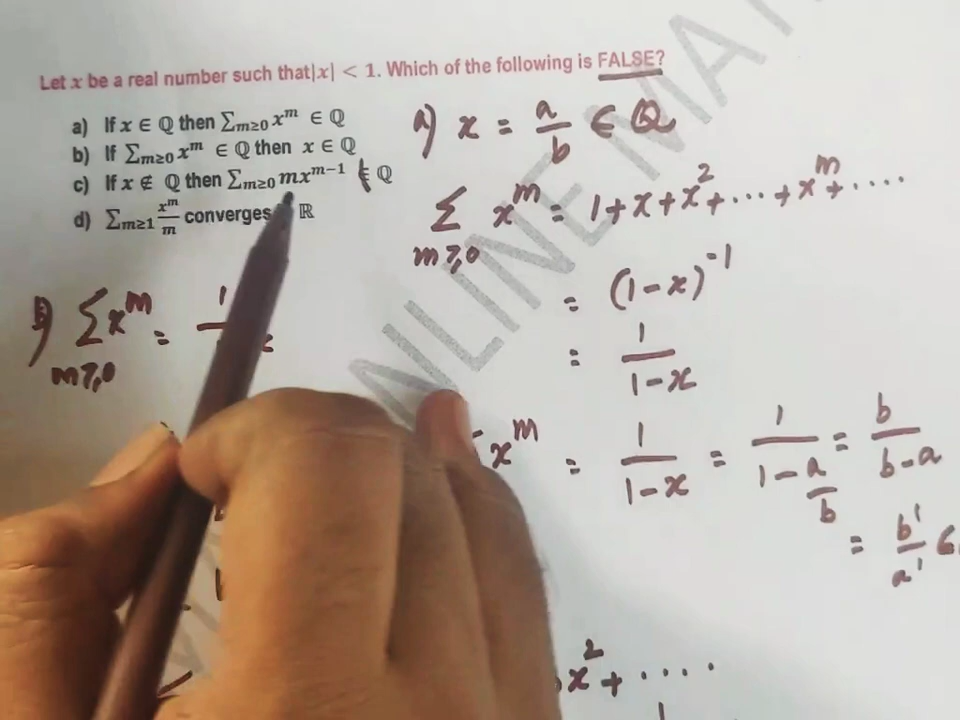 Let x be a real number such that|x| < 1. Which of the following is FALSE?
a) If x ∈ ℚ then ∑m≥0 x^m ∈ ℚ
b) If ∑m≥0 x^m ∈ ℚ then x ∈ ℚ
c) If x ∉ ℚ then ∑m≥0 mx^(m−1) ∉ ℚ
d) ∑m≥1 x^m/m converges ℝ
a) x = a/b ∈ ℚ
∑m≥0 x^m = 1+x+x^2+...+x^m+....
= (1-x)^-1
= 1/(1-x)
x^m = 1/(1-x) = 1/(1-a/b) = b/(b-a)
= b'/a'
b) ∑m≥0 x^m =
x^2+....
ONLINE MAT